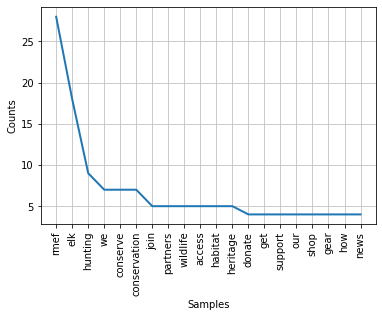 25
20
15
10
5
Counts
rmef
elk
hunting
we
conserve
conservation
join
partners
wildlife
access
habitat
heritage
donate
get
support
our
shop
gear
how
news
Samples